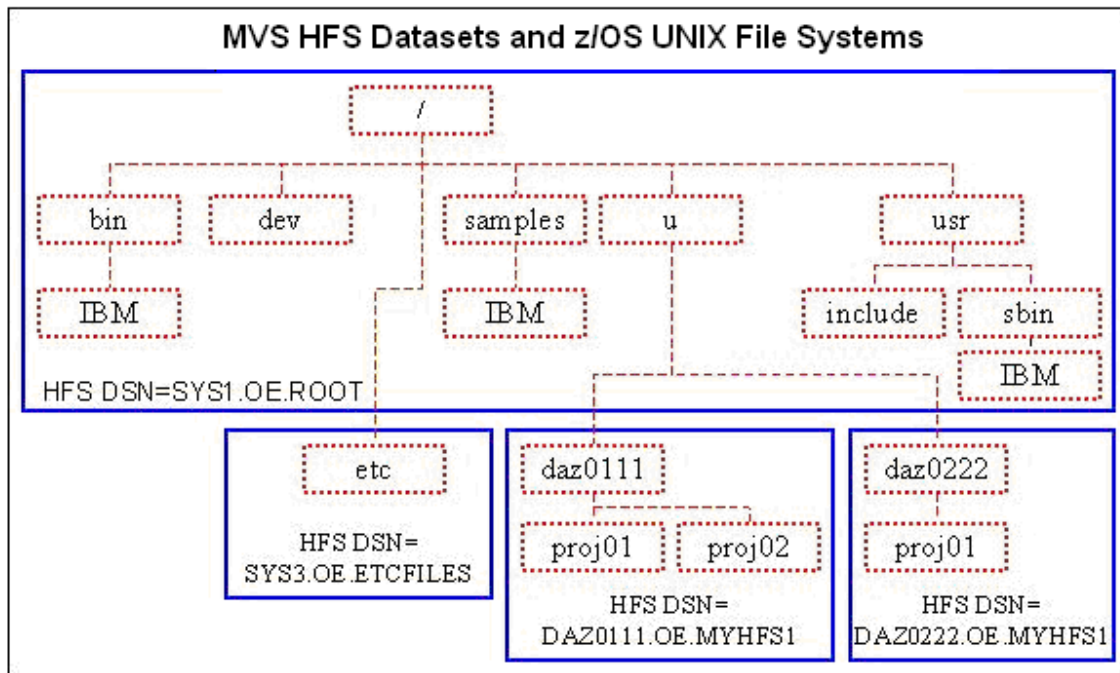 MVS HFS Datasets and z/OS UNIX File Systems
/
bin
dev
samples
u
usr
IBM
IBM
include
sbin
IBM
HFS DSN=SYS1.OE.ROOT
etc
HFS DSN=
SYS3.OE.ETCFILES
daz0111
proj01
proj02
HFS DSN=
DAZ0111.OE.MYHFS1
daz0222
proj01
HFS DSN=
DAZ0222.OE.MYHFS1